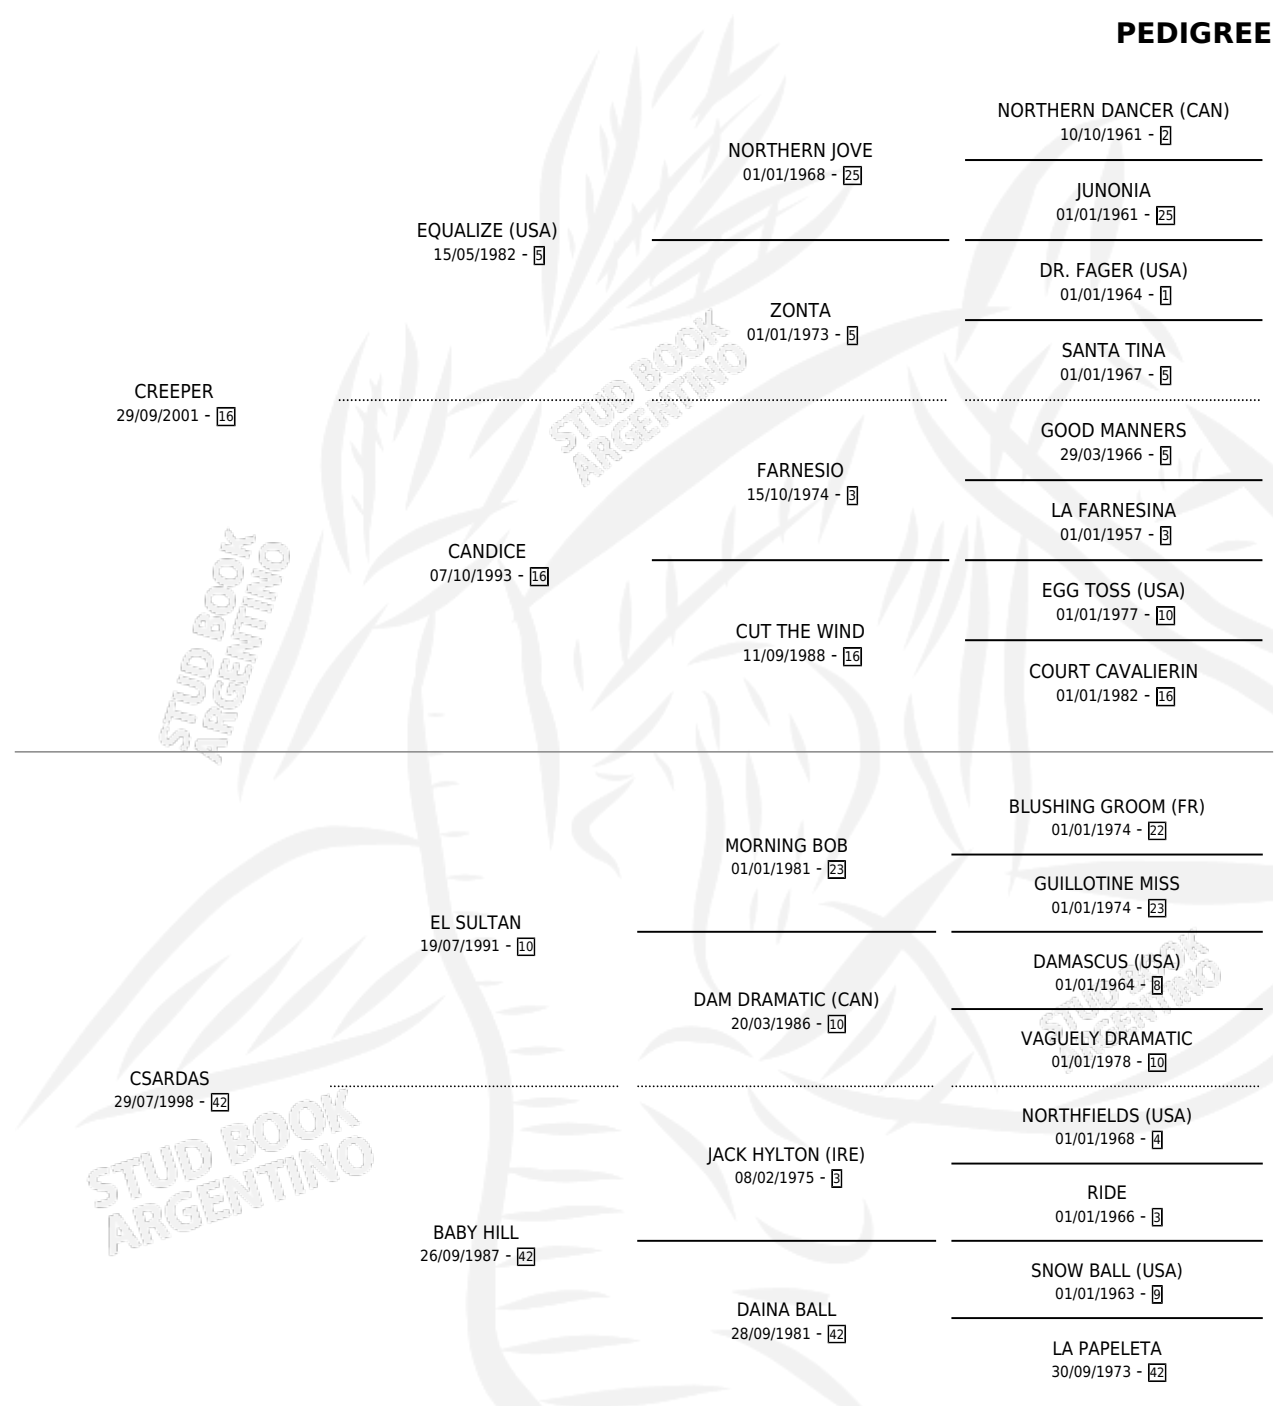 PEDIGREE
NORTHERN DANCER (CAN)
10/10/1961 - 2
NORTHERN JOVE
01/01/1968 - 25
JUNONIA
01/01/1961 - 25
EQUALIZE (USA)
15/05/1982 - 5
DR. FAGER (USA)
01/01/1964 - 1
ZONTA
01/01/1973 - 5
SANTA TINA
01/01/1967 - 5
CREEPER
29/09/2001 - 16
STUD BOOK
ARGENTINO
GOOD MANNERS
29/03/1966 - 5
FARNESIO
15/10/1974 - 3
LA FARNESINA
01/01/1957 - 3
CANDICE
07/10/1993 - 16
EGG TOSS (USA)
01/01/1977 - 10
CUT THE WIND
11/09/1988 - 16
COURT CAVALIERIN
01/01/1982 - 16
STUD BOOK
ARGENTINO
BLUSHING GROOM (FR)
01/01/1974 - 22
MORNING BOB
01/01/1981 - 23
GUILLOTINE MISS
01/01/1974 - 23
EL SULTAN
19/07/1991 - 10
DAMASCUS (USA)
01/01/1964 - 8
DAM DRAMATIC (CAN)
20/03/1986 - 10
STUD BOOK
ARGENTINO
VAGUELY DRAMATIC
01/01/1978 - 10
CSARDAS
29/07/1998 - 42
STUD BOOK
ARGENTINO
NORTHFIELDS (USA)
01/01/1968 - 4
JACK HYLTON (IRE)
08/02/1975 - 3
RIDE
01/01/1966 - 3
BABY HILL
26/09/1987 - 42
SNOW BALL (USA)
01/01/1963 - 9
DAINA BALL
28/09/1981 - 42
LA PAPELETA
30/09/1973 - 42